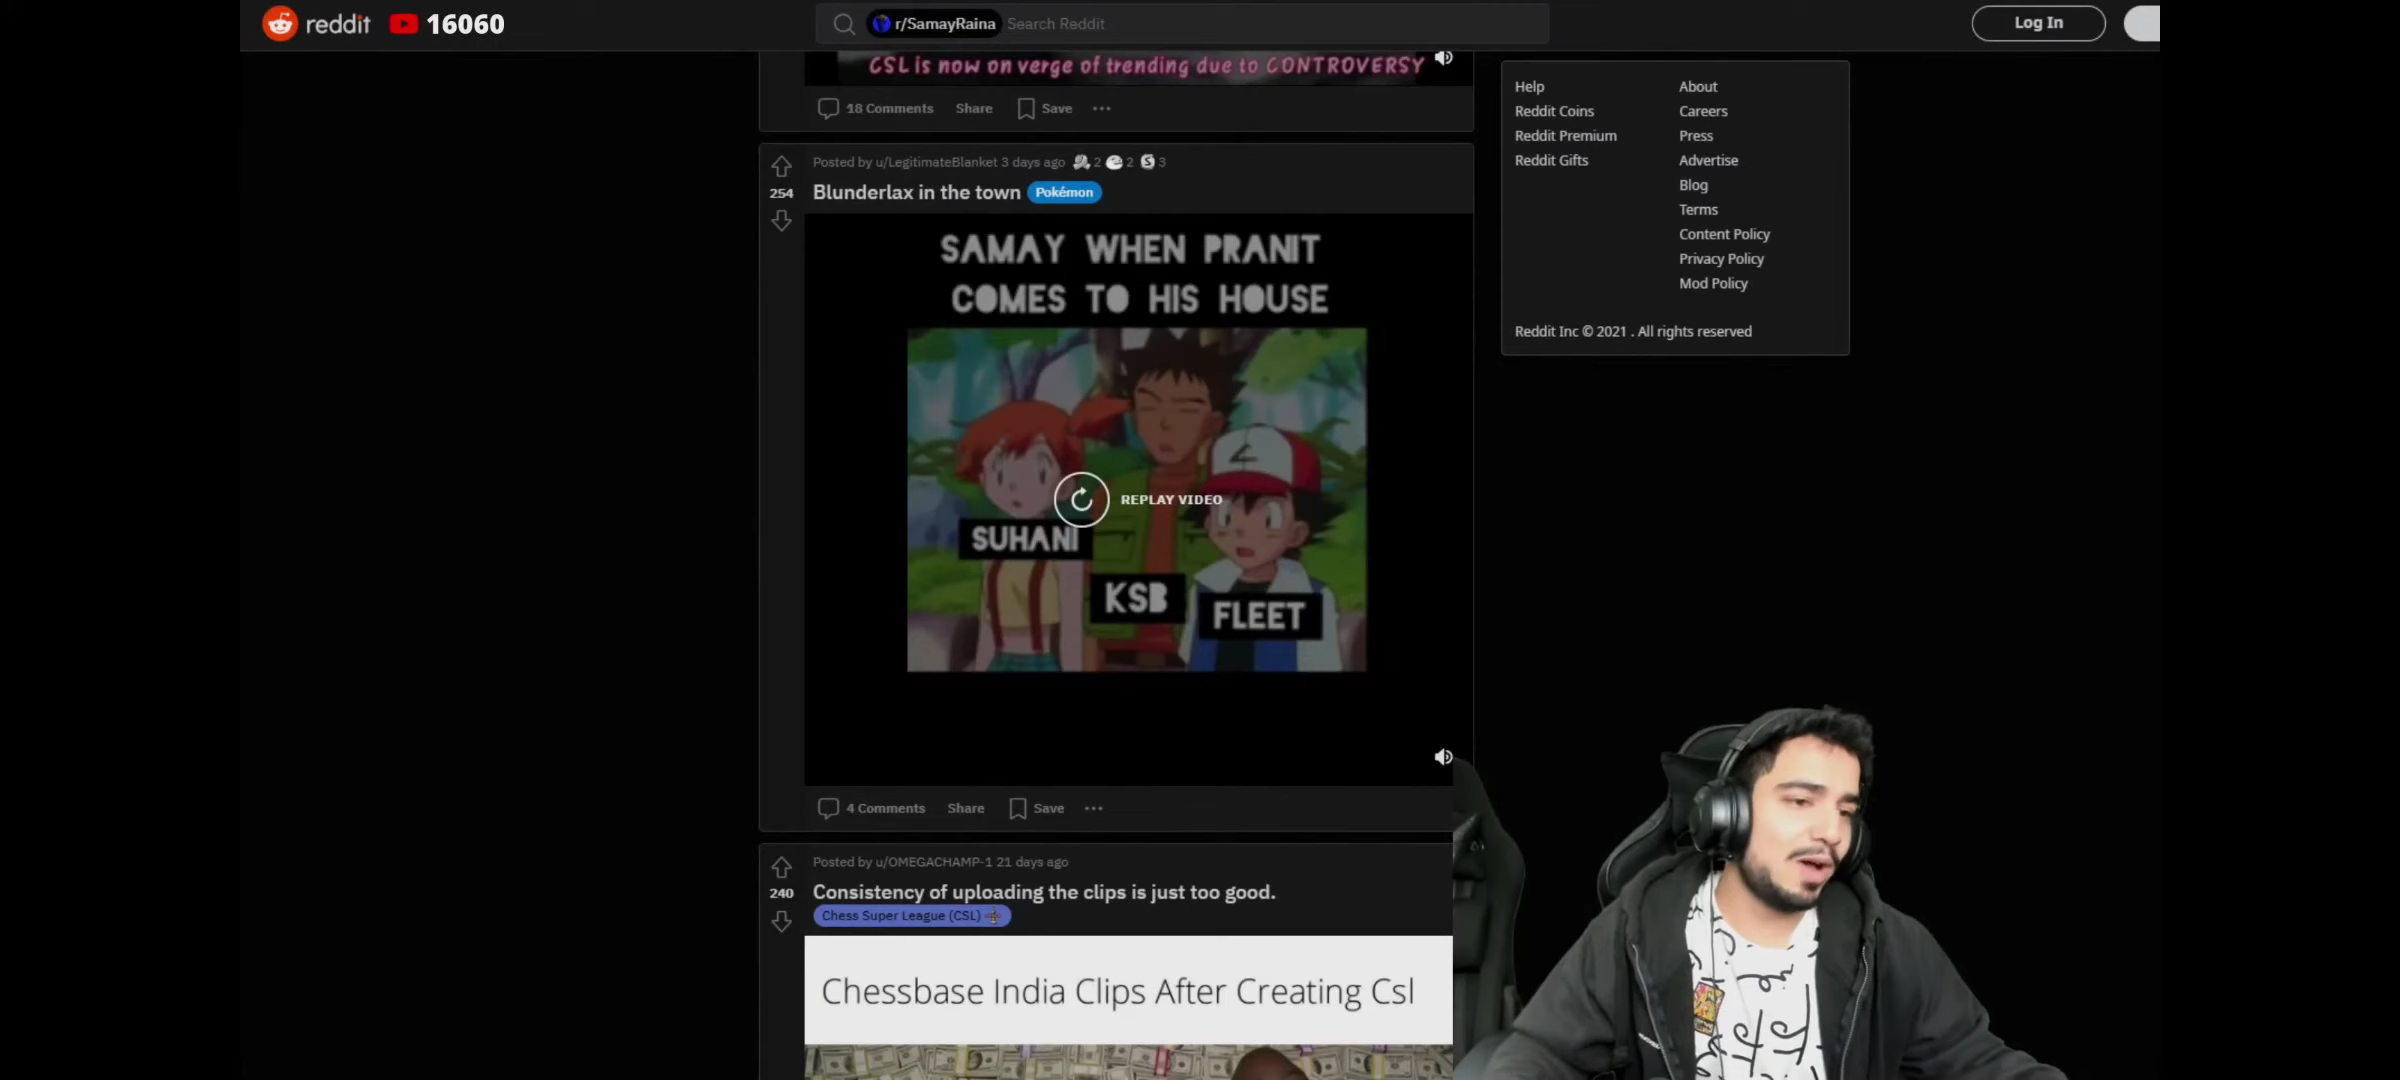 reddit 16060
r/SamayRaina Search Reddit
Log In
CSL is now on verge of trending due to CONTROVERSY
18 Comments Share Save
Posted by u/LegitimateBlanket 3 days ago 2 2 3
254
Blunderlax in the town Pokémon
SAMAY WHEN PRANIT
COMES TO HIS HOUSE
REPLAY VIDEO
SUHANI
KSB
FLEET
4 Comments Share Save
Posted by u/OMEGACHAMP-1 21 days ago
240
Consistency of uploading the clips is just too good.
Chess Super League (CSL)
Chessbase India Clips After Creating Csl
Help
Reddit Coins
Reddit Premium
Reddit Gifts
About
Careers
Press
Advertise
Blog
Terms
Content Policy
Privacy Policy
Mod Policy
Reddit Inc © 2021 . All rights reserved